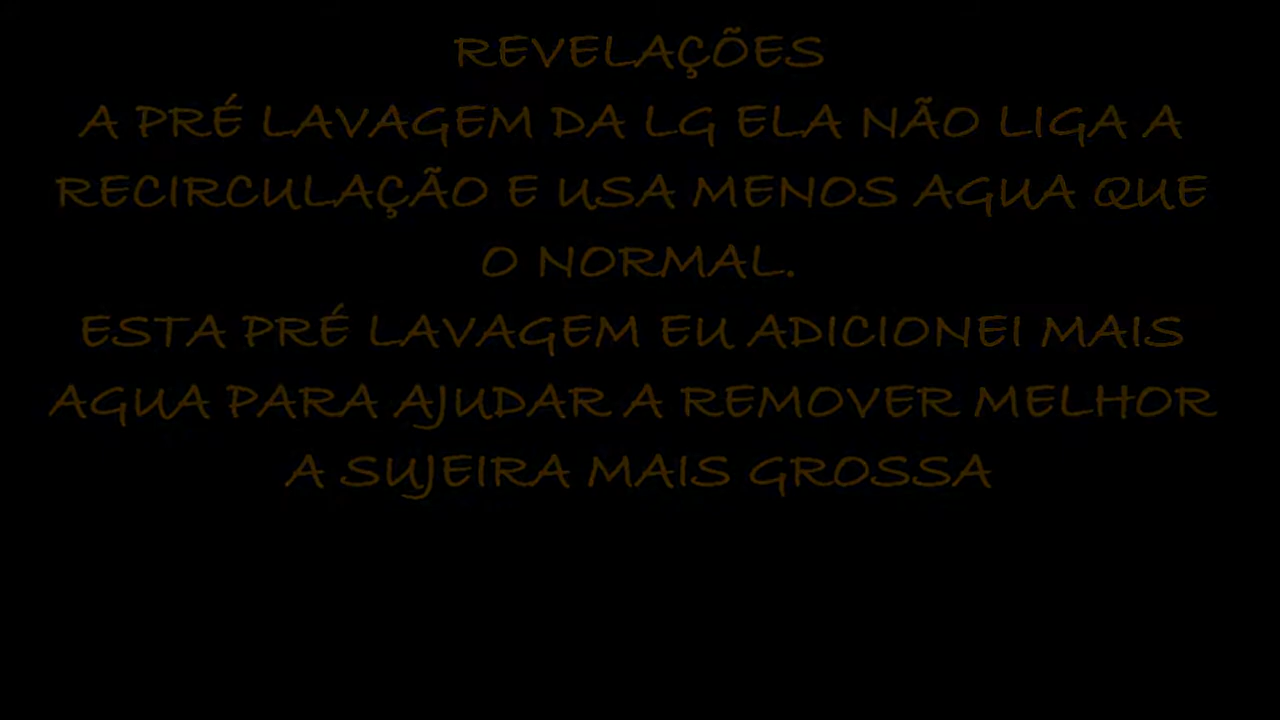 REVELAÇÕES
A PRÉ LAVAGEM DA LG ELA NÃO LIGA A
RECIRCULAÇÃO E USA MENOS AGUA QUE
O NORMAL.
ESTA PRÉ LAVAGEM EU ADICIONEI MAIS
AGUA PARA AJUDAR A REMOVER MELHOR
A SUJEIRA MAIS GROSSA